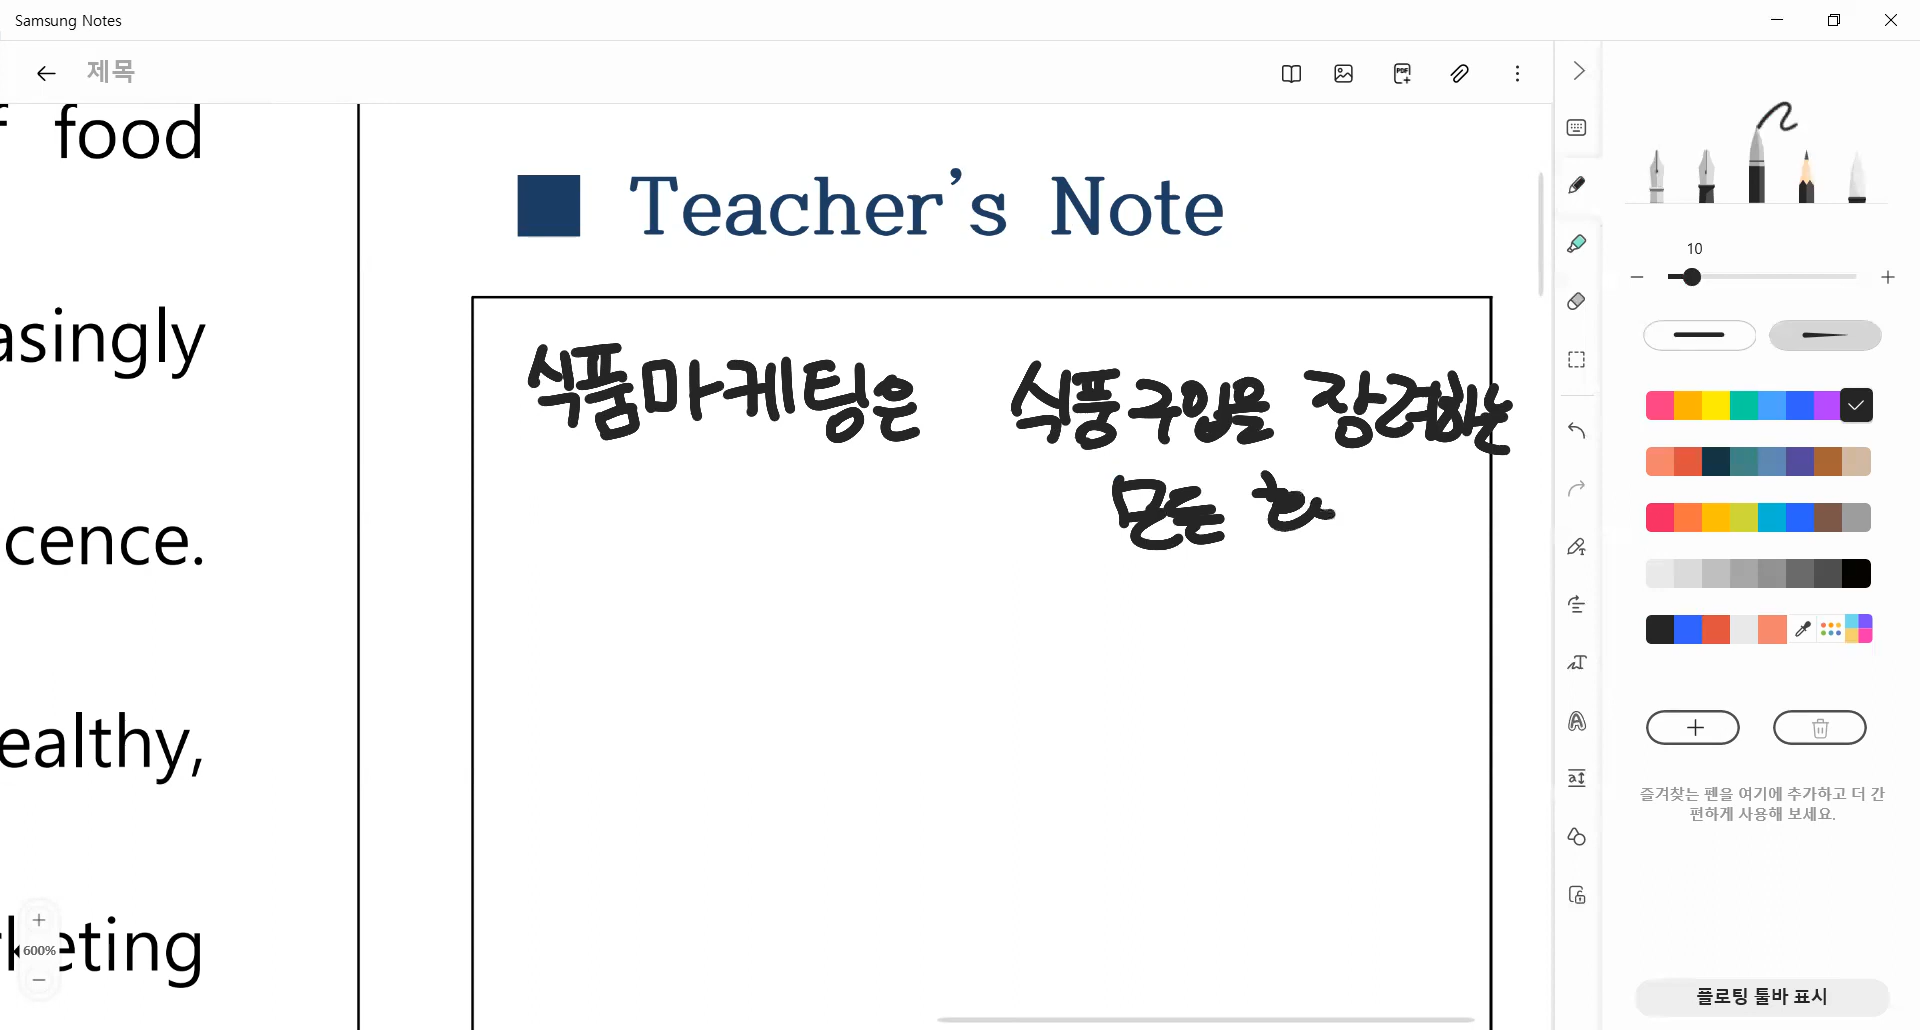 Samsung Notes
제목
f food
asingly
cence.
ealthy,
keting
■ Teacher's Note
식품마케팅은 식품구입을 장려하는
모든 하
600%
10
즐겨찾는 펜을 여기에 추가하고 더 간
편하게 사용해 보세요.
플로팅 툴바 표시